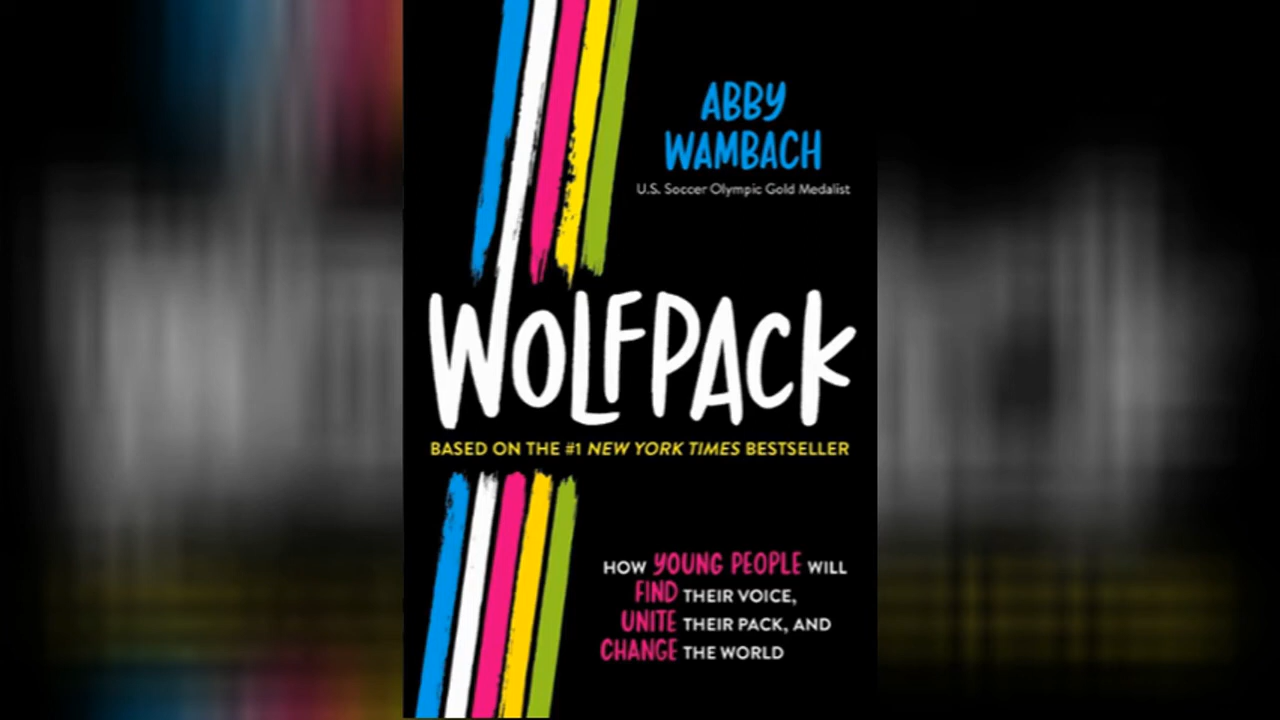 ABBY
WAMBACH
U.S. Soccer Olympic Gold Medalist
WOLFPACK
BASED ON THE #1 NEW YORK TIMES BESTSELLER
HOW YOUNG PEOPLE WILL
FIND THEIR VOICE,
UNITE THEIR PACK, AND
CHANGE THE WORLD